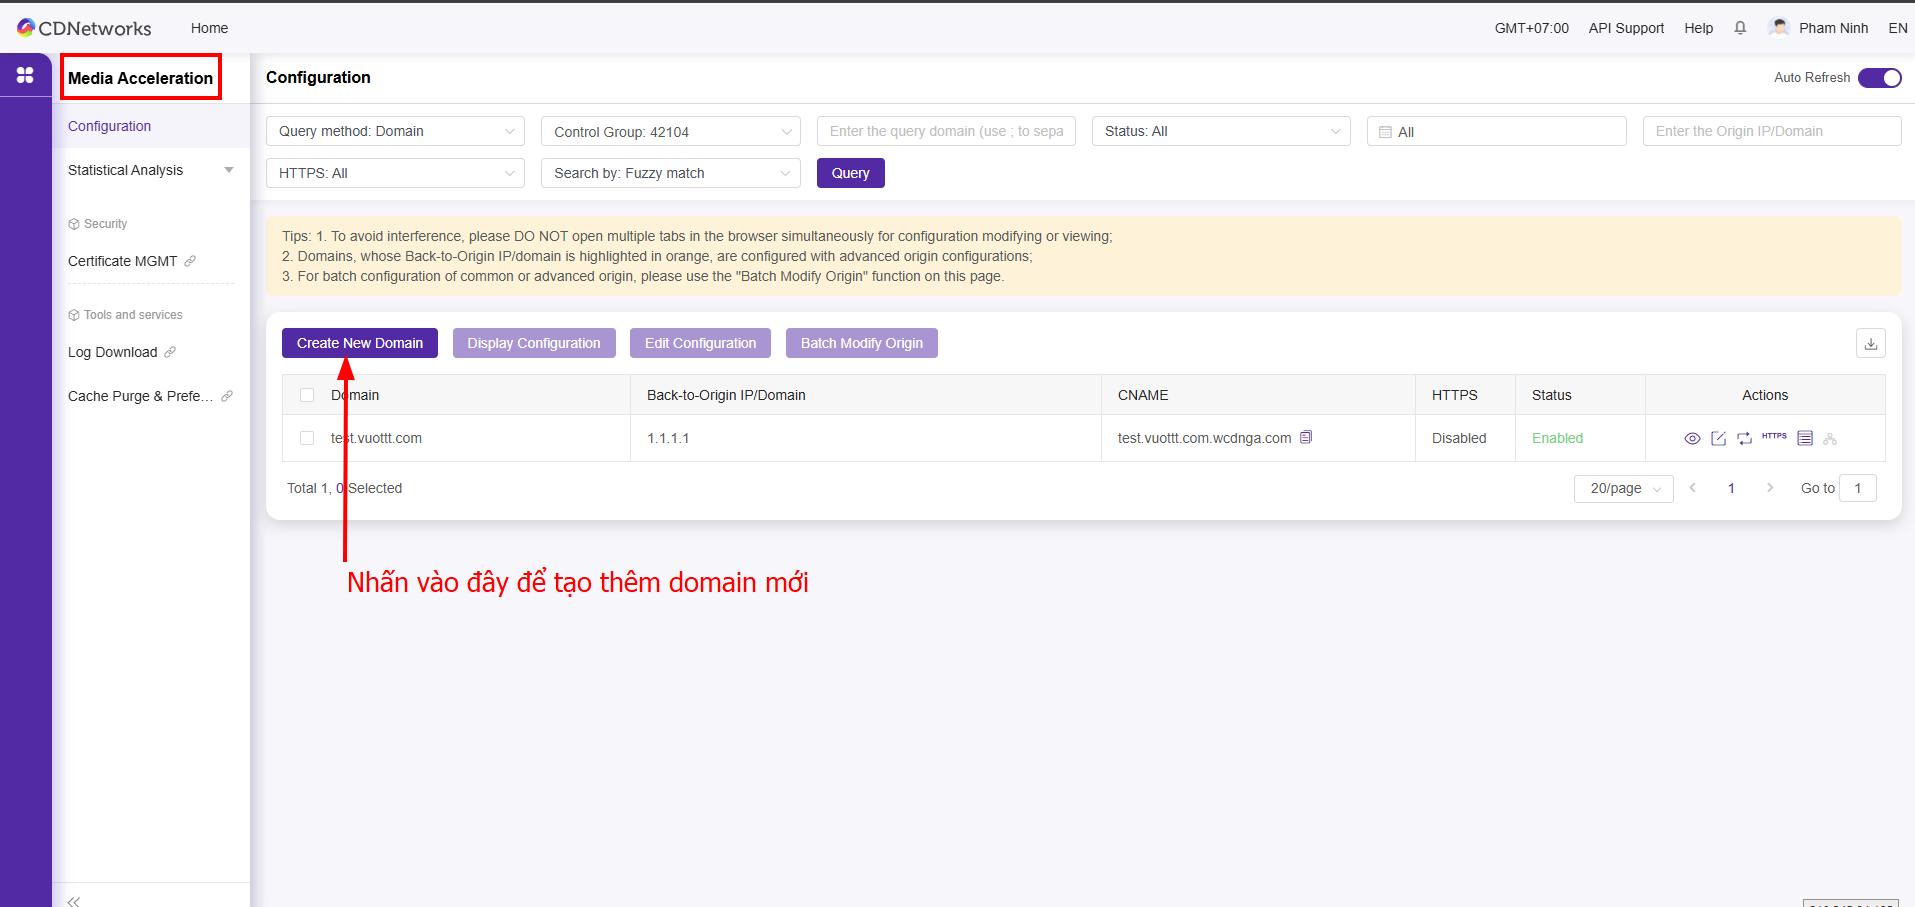 CDNetworks
Home
GMT+07:00
API Support
Help
Pham Ninh
EN
Media Acceleration
Configuration
Auto Refresh
Configuration
Statistical Analysis
Security
Certificate MGMT
Tools and services
Log Download
Cache Purge & Prefe...
Query method: Domain
Control Group: 42104
Enter the query domain (use ; to sepa
Status: All
All
Enter the Origin IP/Domain
HTTPS: All
Search by: Fuzzy match
Query
Tips: 1. To avoid interference, please DO NOT open multiple tabs in the browser simultaneously for configuration modifying or viewing;
2. Domains, whose Back-to-Origin IP/domain is highlighted in orange, are configured with advanced origin configurations;
3. For batch configuration of common or advanced origin, please use the "Batch Modify Origin" function on this page.
Create New Domain
Display Configuration
Edit Configuration
Batch Modify Origin
Domain
Back-to-Origin IP/Domain
CNAME
HTTPS
Status
Actions
test.vuottt.com
1.1.1.1
test.vuottt.com.wcdnga.com
Disabled
Enabled
HTTPS
Total 1, 0 Selected
20/page
1
Go to
1
Nhấn vào đây để tạo thêm domain mới